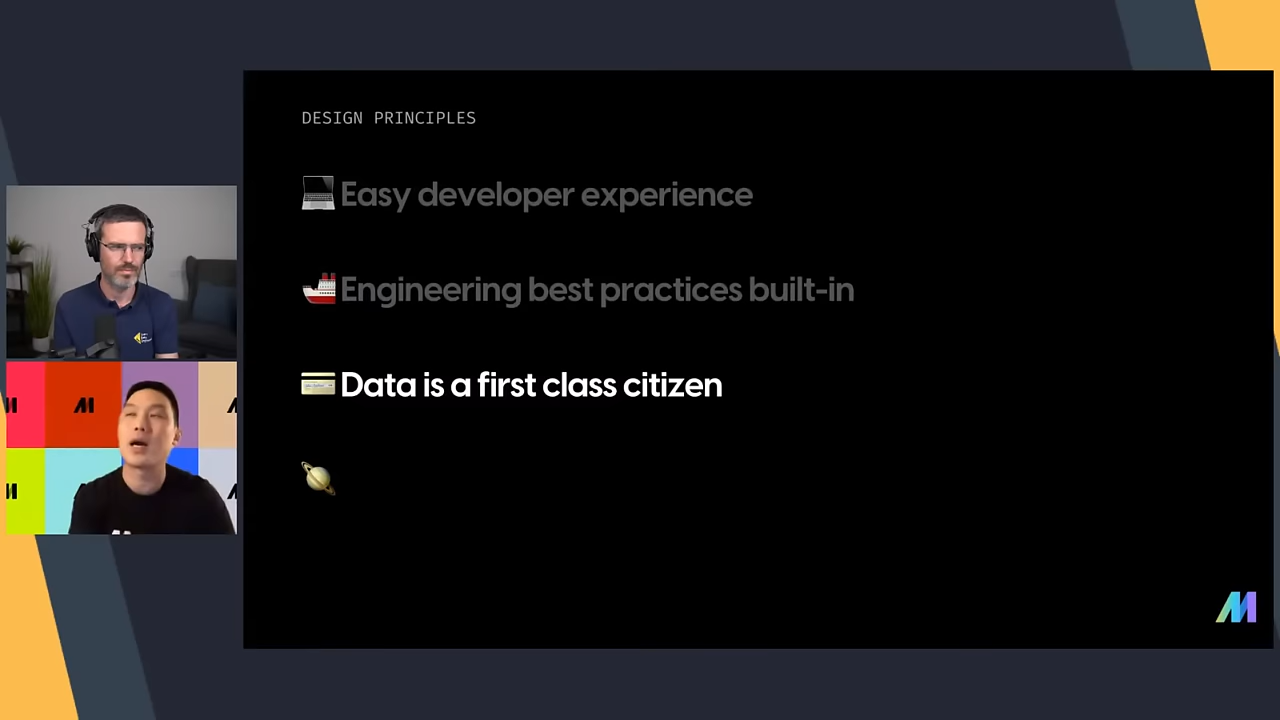 DESIGN PRINCIPLES
Easy developer experience
Engineering best practices built-in
Data is a first class citizen